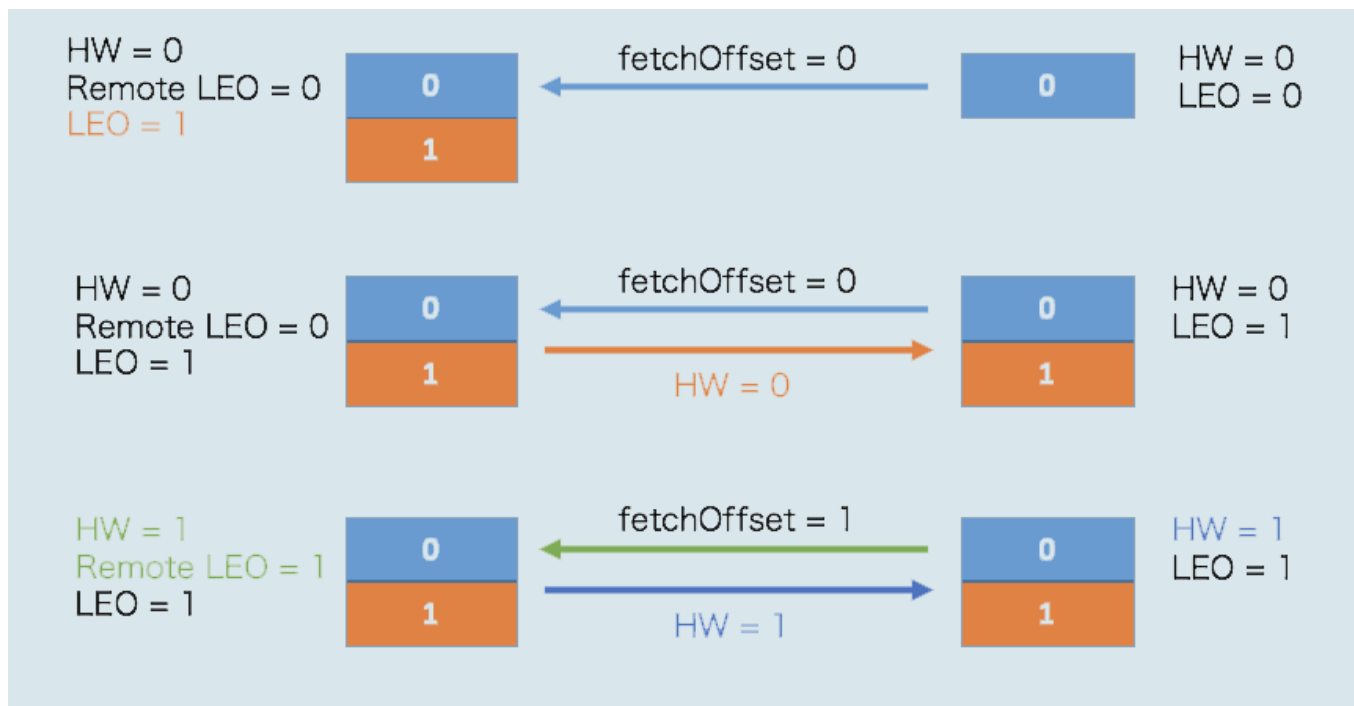 HW = 0
Remote LEO = 0
LEO = 1
0
1
fetchOffset = 0
0
HW = 0
LEO = 0
HW = 0
Remote LEO = 0
LEO = 1
0
1
fetchOffset = 0
HW = 0
0
1
HW = 0
LEO = 1
HW = 1
Remote LEO = 1
LEO = 1
0
1
fetchOffset = 1
HW = 1
0
1
HW = 1
LEO = 1